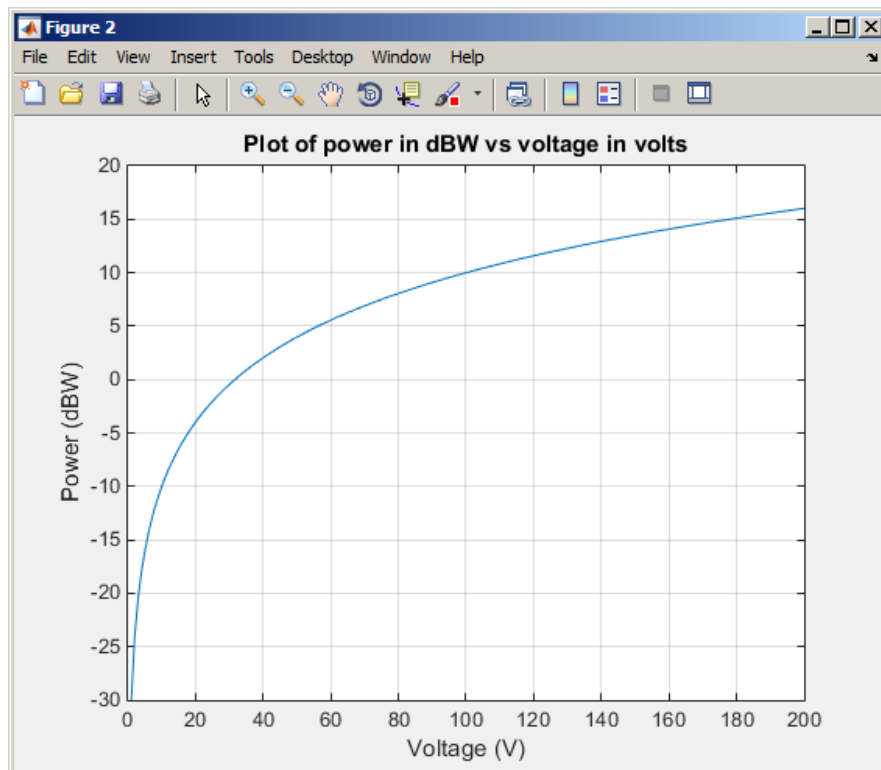 Figure 2
File Edit View Insert Tools Desktop Window Help
Plot of power in dBW vs voltage in volts
20
15
10
5
0
-5
-10
-15
-20
-25
-30
Power (dBW)
0 20 40 60 80 100 120 140 160 180 200
Voltage (V)